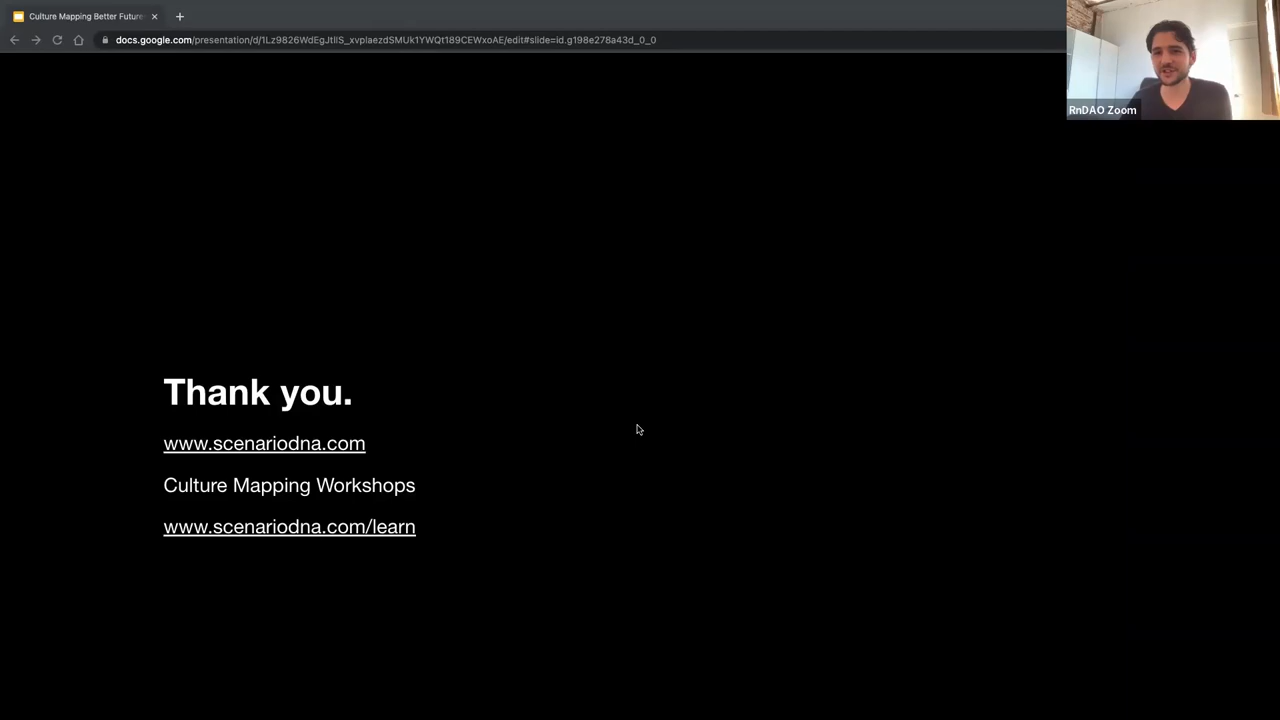 Culture Mapping Better Future
docs.google.com/presentation/d/1Lz9826WdEgJtIlS_xvpIaezdSMUk1YWQt189CEWxoAE/edit#slide=id.g198e278a43d_0_0
RnDAO Zoom
Thank you.
www.scenariodna.com
Culture Mapping Workshops
www.scenariodna.com/learn